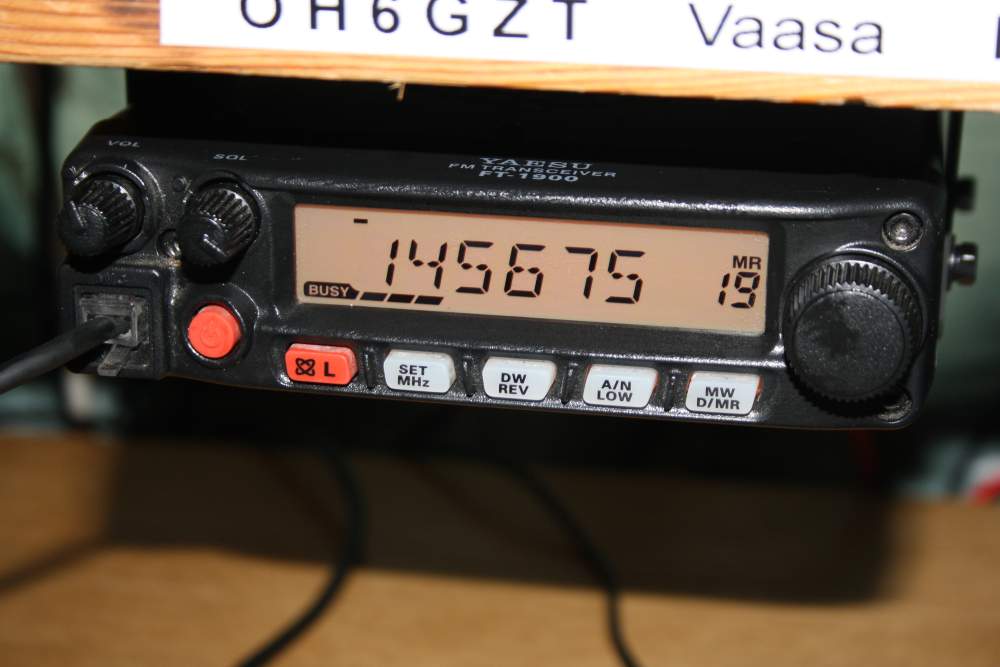 OH6GZT Vaasa
VOL
SQL
YAESU
FM TRANSCEIVER
FT-1900
-
145675
MR
19
BUSY
L
SET
MHz
DW
REV
A/N
LOW
MW
D/MR